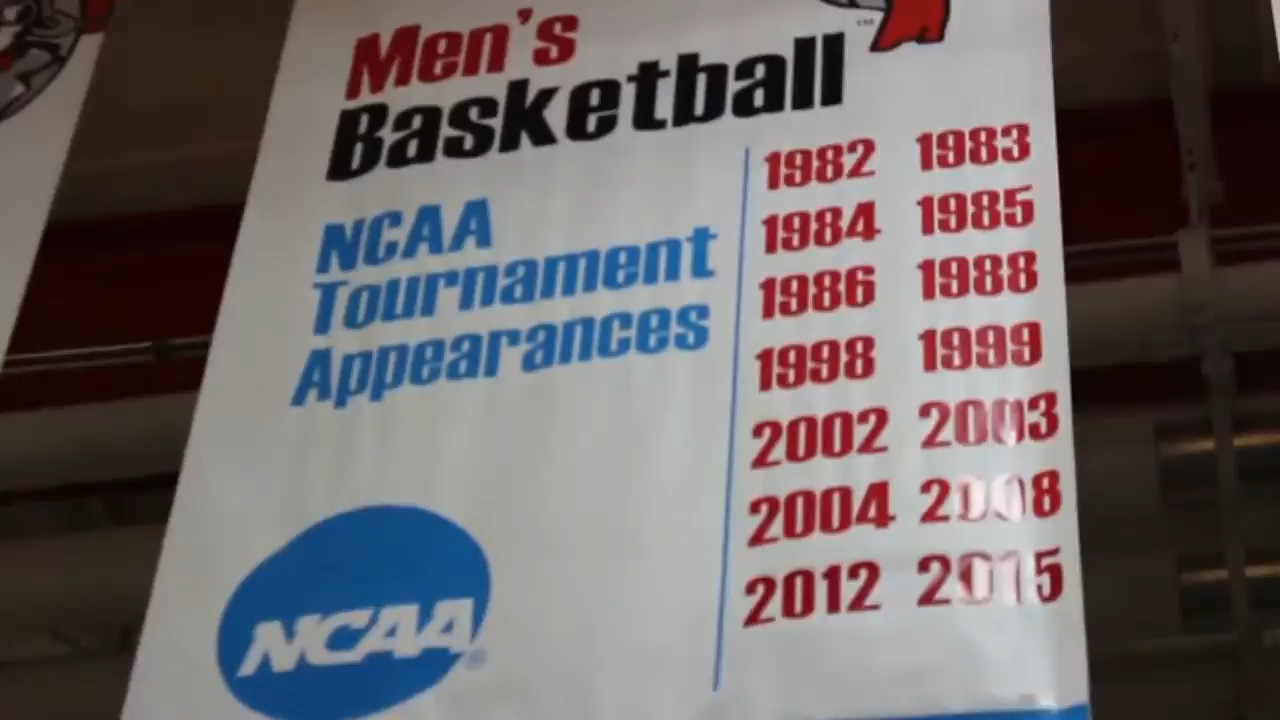 Men's
Basketball
™
NCAA
Tournament
Appearances
1982 1983
1984 1985
1986 1988
1998 1999
2002 2003
2004 2008
2012 2015
NCAA®